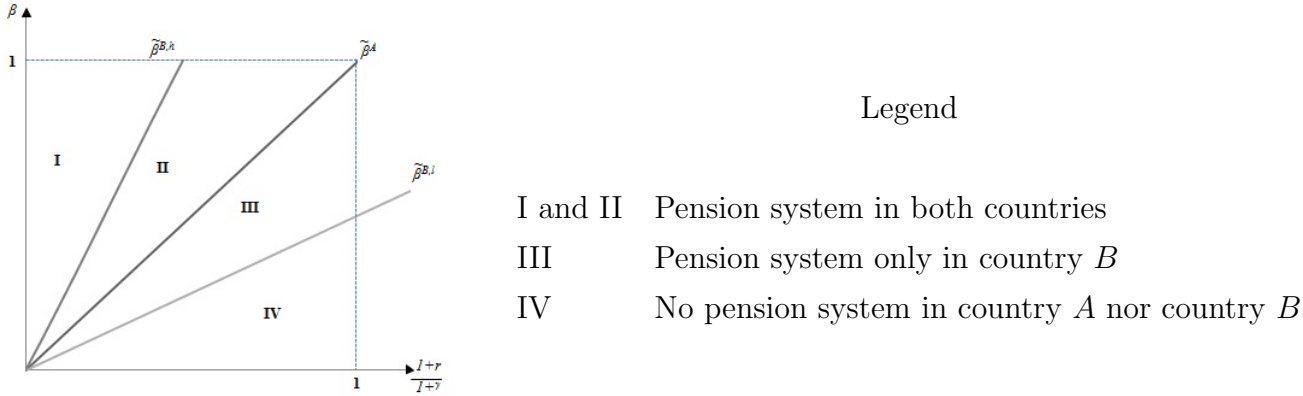 β
1
β̃^{B,h}
β̃^A
I
II
β̃^{B,l}
III
IV
1
1+r
1+γ
Legend
I and II Pension system in both countries
III Pension system only in country B
IV No pension system in country A nor country B